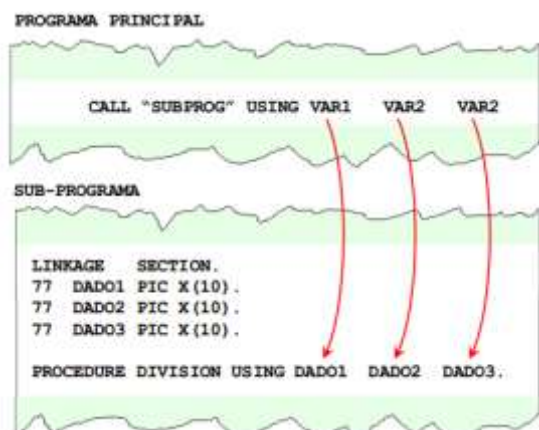 PROGRAMA PRINCIPAL
CALL "SUBPROG" USING VAR1 VAR2 VAR2
SUB-PROGRAMA
LINKAGE SECTION.
77 DADO1 PIC X(10).
77 DADO2 PIC X(10).
77 DADO3 PIC X(10).
PROCEDURE DIVISION USING DADO1 DADO2 DADO3.